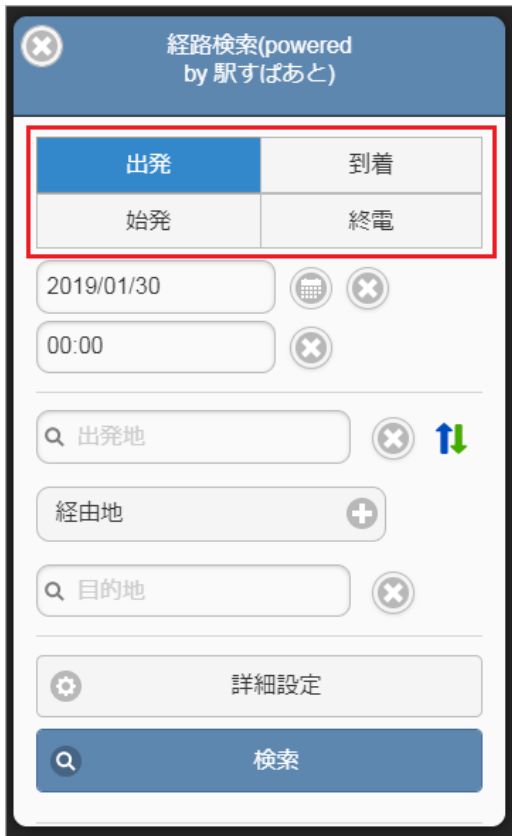 経路検索(powered
by 駅すぱあと)
出発 到着
始発 終電
2019/01/30
00:00
出発地
経由地
目的地
詳細設定
検索